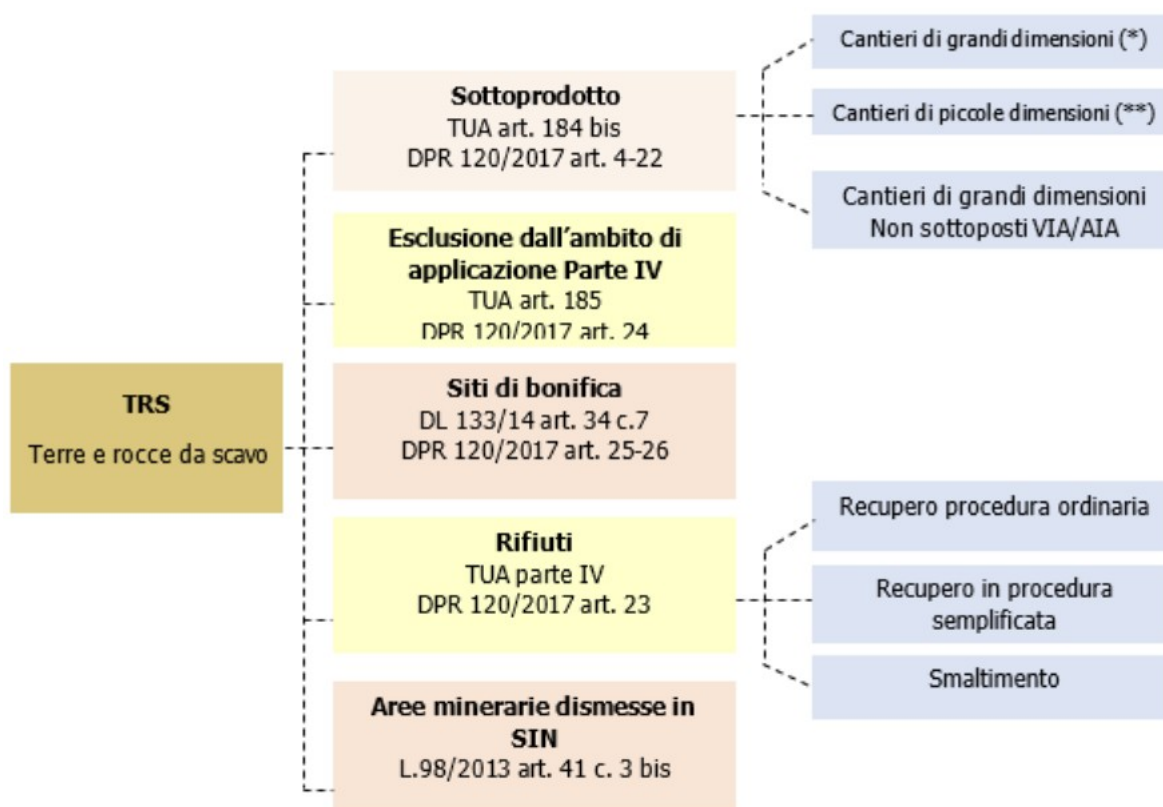 TRS
Terre e rocce da scavo
Sottoprodotto
TUA art. 184 bis
DPR 120/2017 art. 4-22
Cantieri di grandi dimensioni (*)
Cantieri di piccole dimensioni (**)
Cantieri di grandi dimensioni
Non sottoposti VIA/AIA
Esclusione dall'ambito di
applicazione Parte IV
TUA art. 185
DPR 120/2017 art. 24
Siti di bonifica
DL 133/14 art. 34 c.7
DPR 120/2017 art. 25-26
Rifiuti
TUA parte IV
DPR 120/2017 art. 23
Recupero procedura ordinaria
Recupero in procedura
semplificata
Smaltimento
Aree minerarie dismesse in
SIN
L.98/2013 art. 41 c. 3 bis